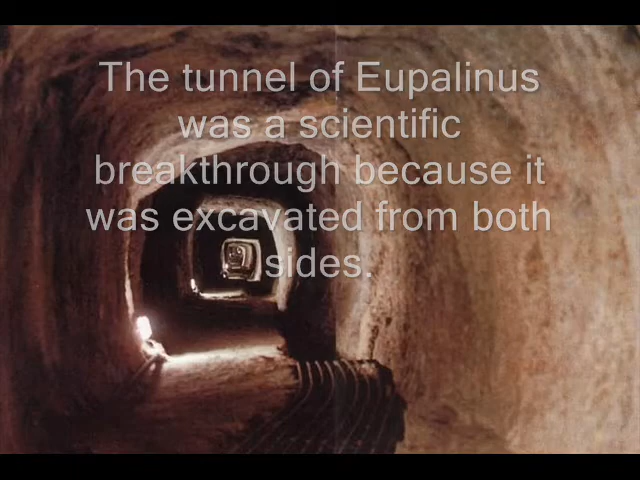 The tunnel of Eupalinus
was a scientific
breakthrough because it
was excavated from both
sides.